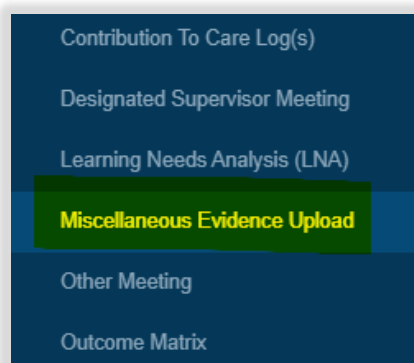 Contribution To Care Log(s)
Designated Supervisor Meeting
Learning Needs Analysis (LNA)
Miscellaneous Evidence Upload
Other Meeting
Outcome Matrix